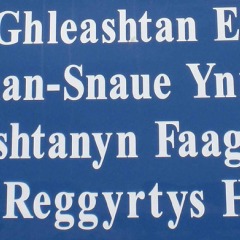 Ghleashtan E
an-Snaue Yn
shtanyn Faag
Reggyrtys H